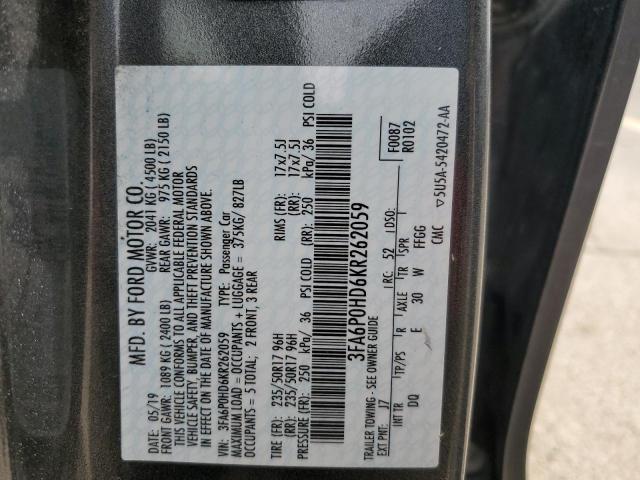 MFD. BY FORD MOTOR CO.
DATE: 05/19 GVWR: 2041 KG ( 4500 LB)
FRONT GAWR: 1089 KG ( 2400 LB) REAR GAWR: 975 KG ( 2150 LB)
THIS VEHICLE CONFORMS TO ALL APPLICABLE FEDERAL MOTOR
VEHICLE SAFETY, BUMPER, AND THEFT PREVENTION STANDARDS
IN EFFECT ON THE DATE OF MANUFACTURE SHOWN ABOVE.
VIN: 3FA6P0HD6KR262059 TYPE: Passenger Car
MAXIMUM LOAD = OCCUPANTS + LUGGAGE = 375KG/ 827LB
OCCUPANTS = 5 TOTAL: 2 FRONT, 3 REAR
TIRE (FR): 235/50R17 96H RIMS (FR): 17x7.5J
(RR): 235/50R17 96H (RR): 17x7.5J
PRESSURE (FR): 250 kPa/ 36 PSI COLD (RR): 250 kPa/ 36 PSI COLD
3FA6P0HD6KR262059
TRAILER TOWING - SEE OWNER GUIDE F0087
R0102
EXT PNT: J7 RC: 52 DSO:
INT TR TP/PS R AXLE TR SPR
DQ E 30 W FFGG
CMC ▽5U5A-5420472-AA